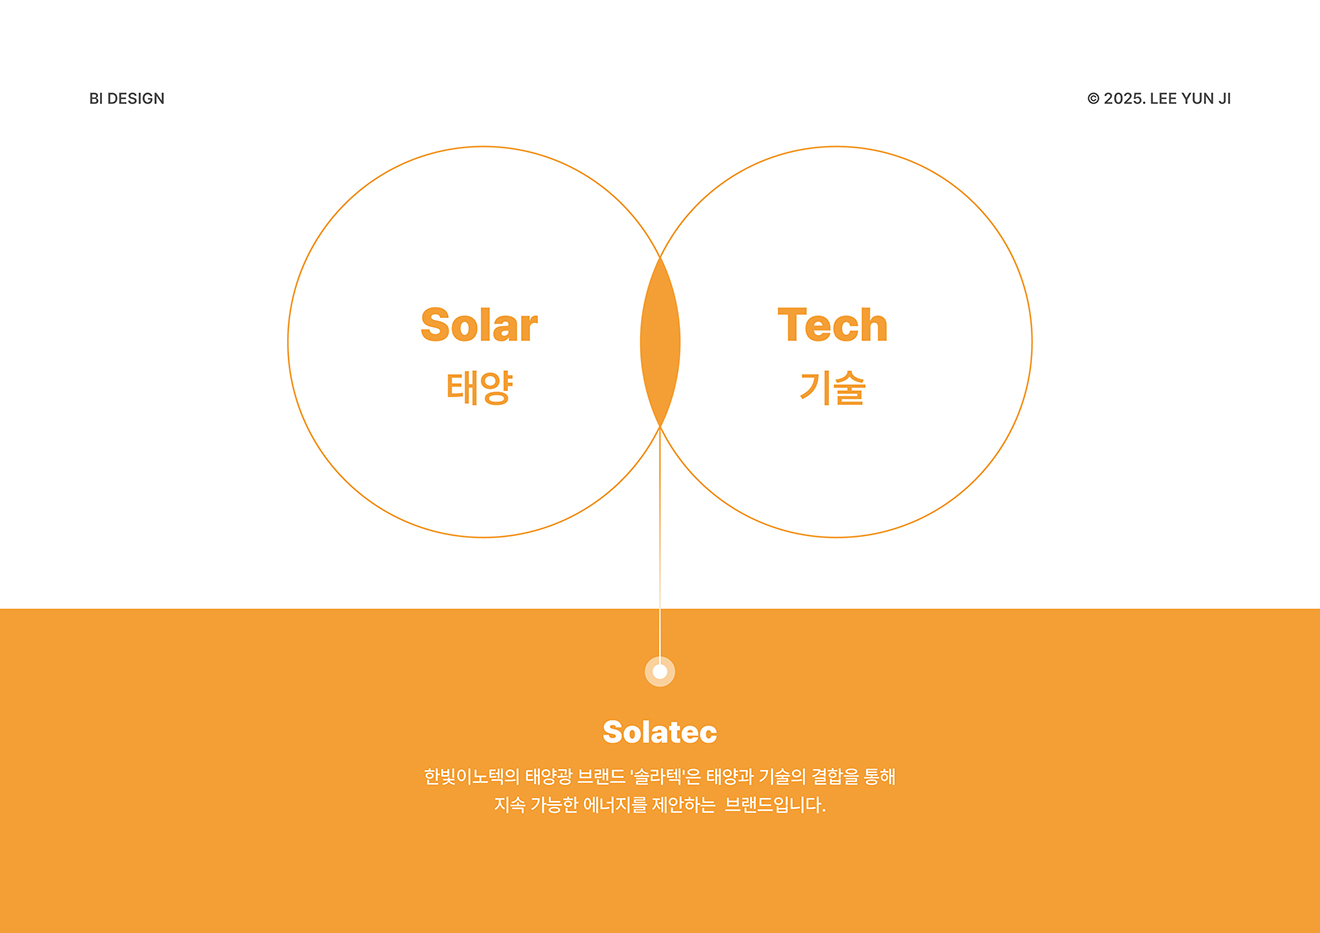 BI DESIGN
© 2025. LEE YUN JI
Solar
태양
Tech
기술
Solatec
한빛이노텍의 태양광 브랜드 '솔라텍'은 태양과 기술의 결합을 통해
지속 가능한 에너지를 제안하는 브랜드입니다.